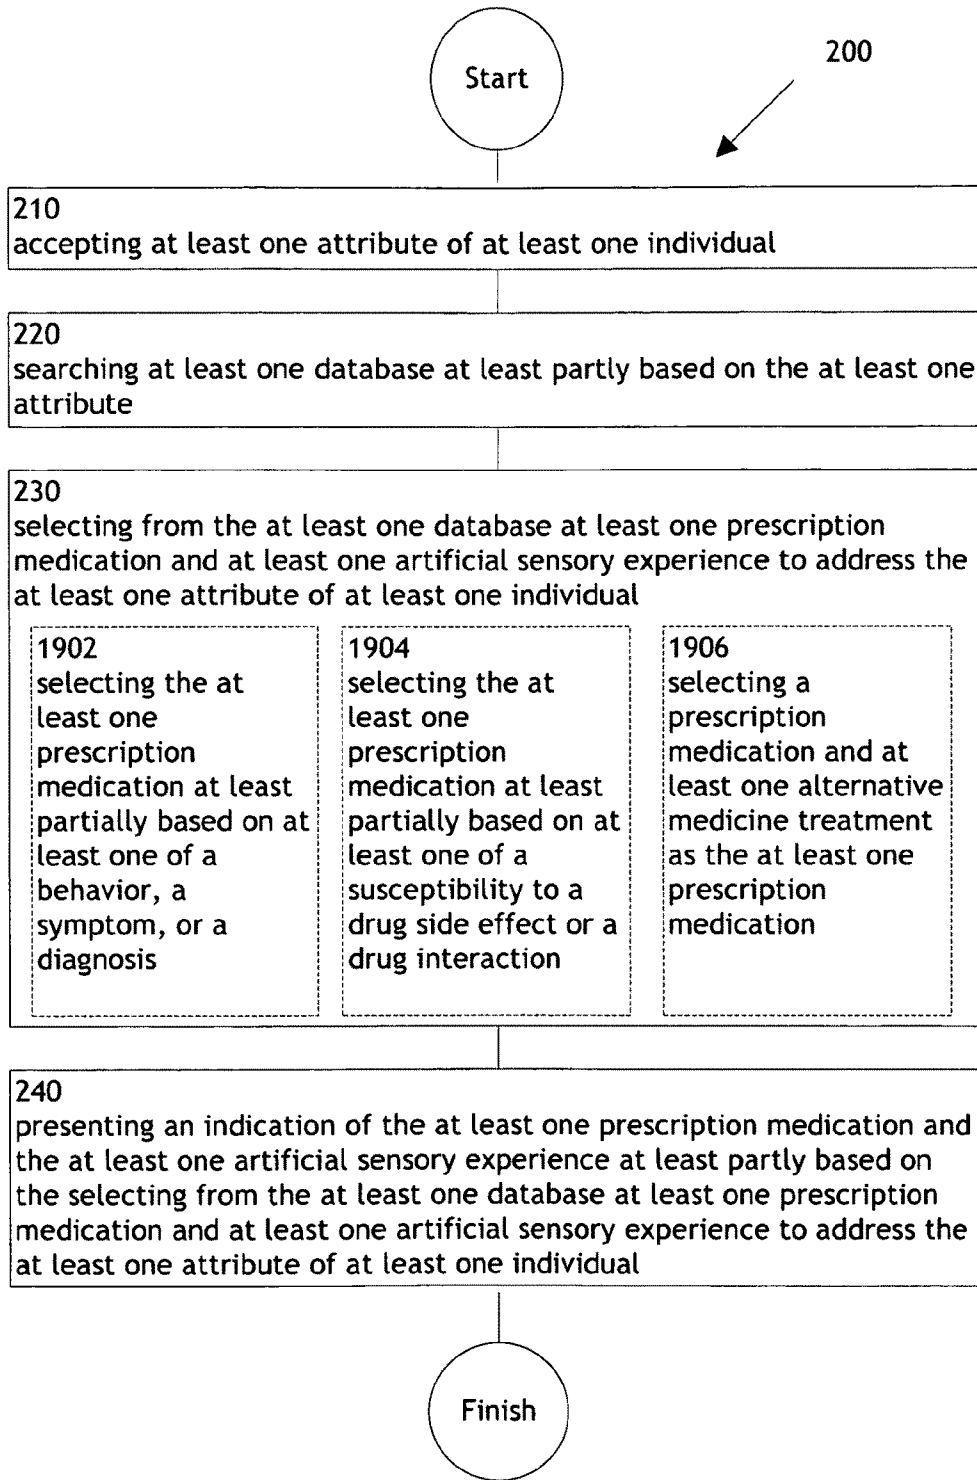 Start
200
210
accepting at least one attribute of at least one individual
220
searching at least one database at least partly based on the at least one
attribute
230
selecting from the at least one database at least one prescription
medication and at least one artificial sensory experience to address the
at least one attribute of at least one individual
1902
selecting the at
least one
prescription
medication at least
partially based on at
least one of a
behavior, a
symptom, or a
diagnosis
1904
selecting the at
least one
prescription
medication at least
partially based on at
least one of a
susceptibility to a
drug side effect or a
drug interaction
1906
selecting a
prescription
medication and at
least one alternative
medicine treatment
as the at least one
prescription
medication
240
presenting an indication of the at least one prescription medication and
the at least one artificial sensory experience at least partly based on
the selecting from the at least one database at least one prescription
medication and at least one artificial sensory experience to address the
at least one attribute of at least one individual
Finish